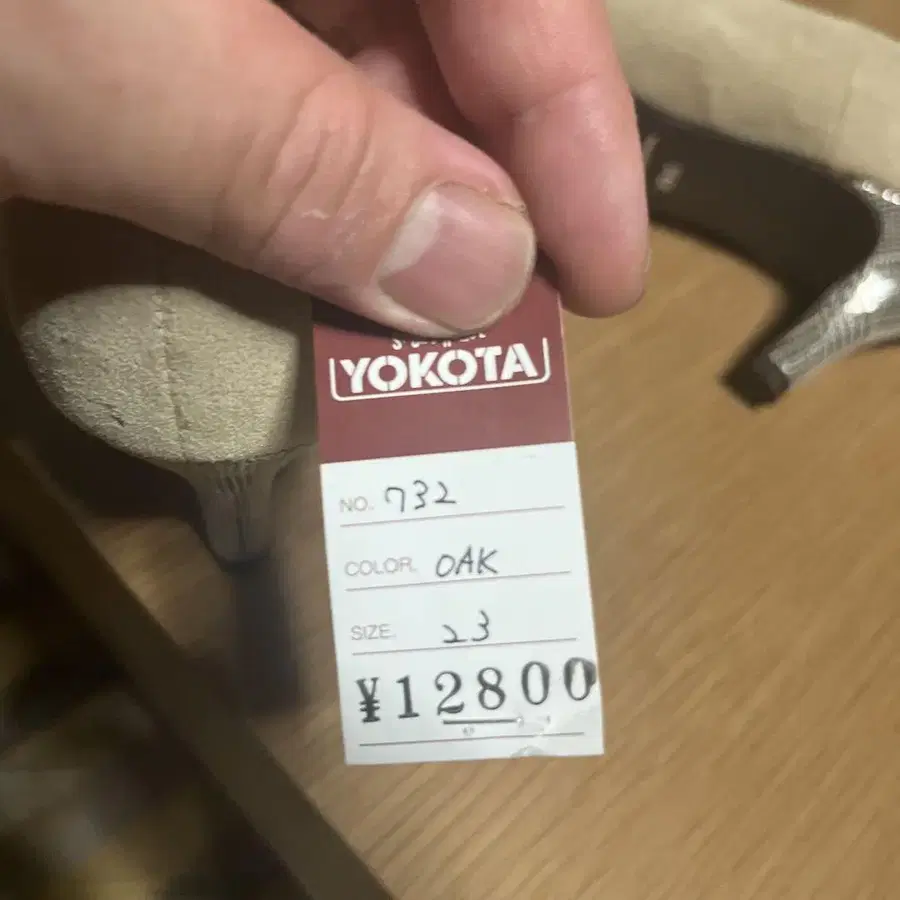 YOKOTA
NO. 732
COLOR. OAK
SIZE. 23
¥12800